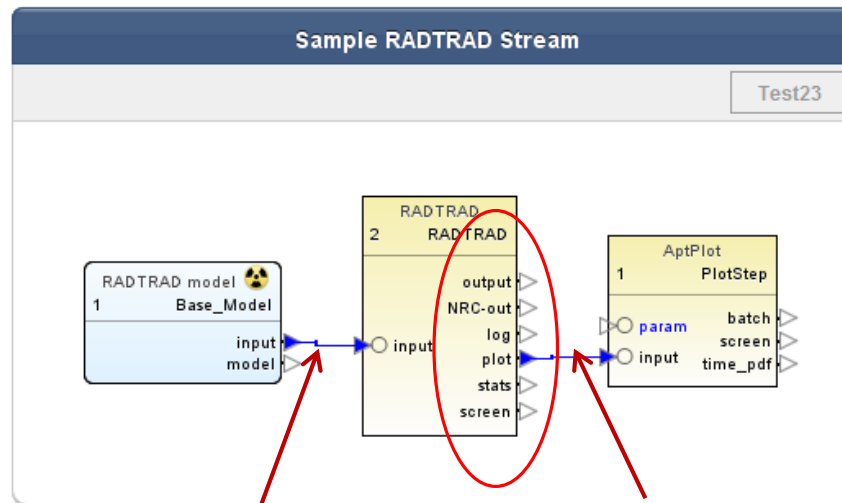 Sample RADTRAD Stream
Test23
RADTRAD model
1 Base_Model
input
model
RADTRAD
2 RADTRAD
input
output
NRC-out
log
plot
stats
screen
AptPlot
1 PlotStep
param
input
batch
screen
time_pdf